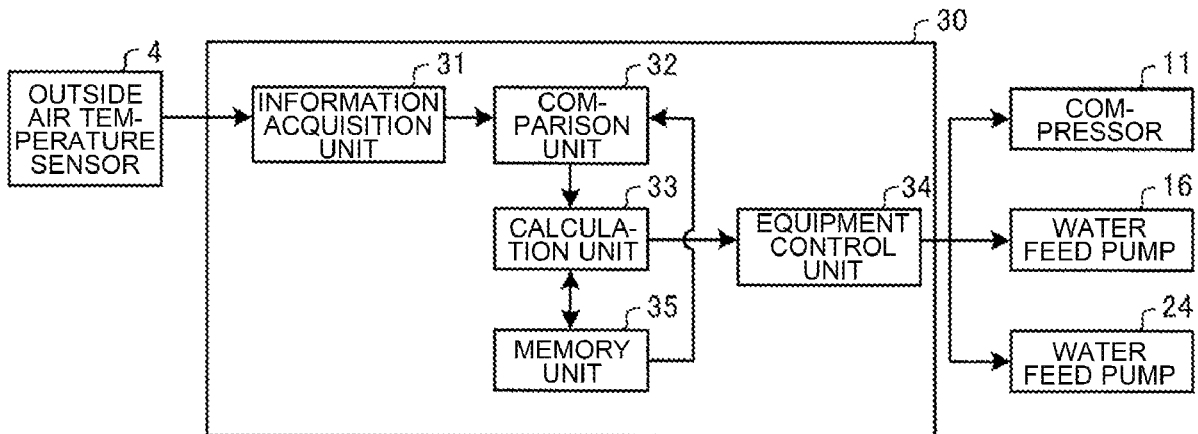 30
4
OUTSIDE
AIR TEM-
PERATURE
SENSOR
31
INFORMATION
ACQUISITION
UNIT
32
COM-
PARISON
UNIT
11
COM-
PRESSOR
33
CALCULA-
TION UNIT
34
EQUIPMENT
CONTROL
UNIT
16
WATER
FEED PUMP
35
MEMORY
UNIT
24
WATER
FEED PUMP